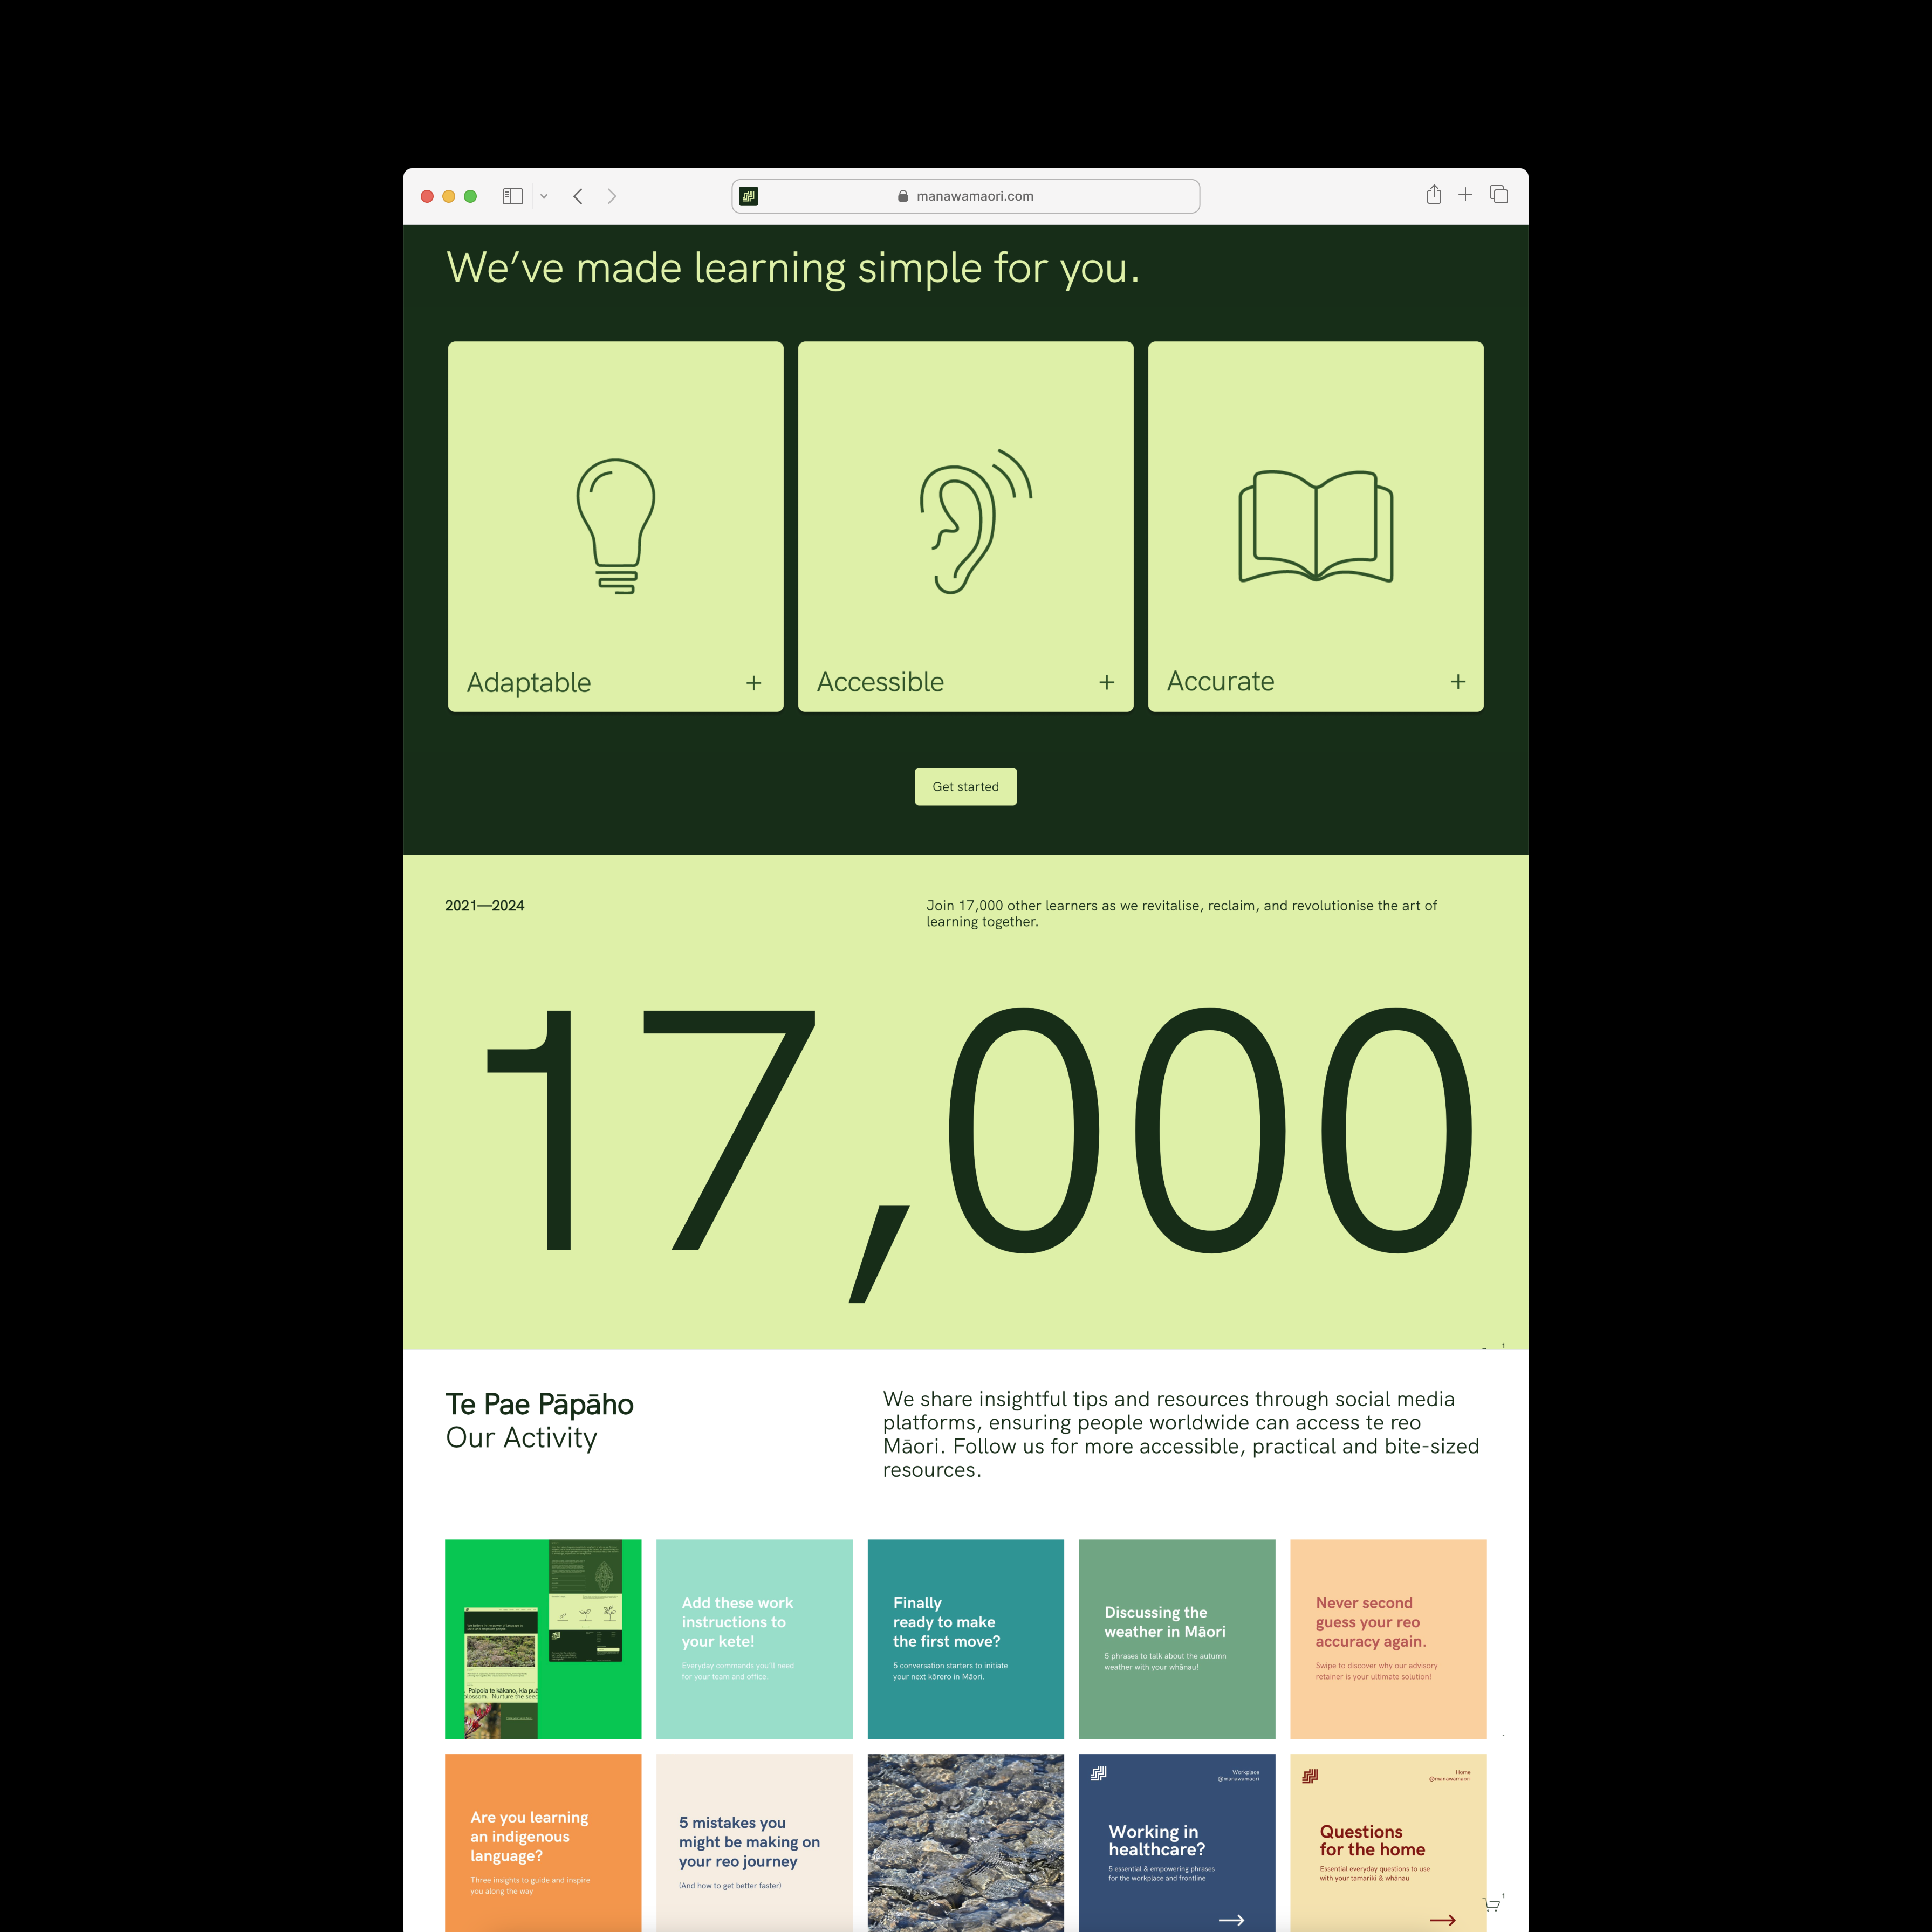 manawamaori.com
We’ve made learning simple for you.
Adaptable +
Accessible +
Accurate +
Get started
2021—2024
Join 17,000 other learners as we revitalise, reclaim, and revolutionise the art of
learning together.
17,000
1
Te Pae Pāpāho
Our Activity
We share insightful tips and resources through social media
platforms, ensuring people worldwide can access te reo
Māori. Follow us for more accessible, practical and bite-sized
resources.
Poipoia te kākano, kia pua
lossom. Nurture the seed
Add these work
instructions to
your kete!
Everyday commands you'll need
for your team and office.
Finally
ready to make
the first move?
5 conversation starters to initiate
your next kōrero in Māori.
Discussing the
weather in Māori
5 phrases to talk about the autumn
weather with your whānau!
Never second
guess your reo
accuracy again.
Swipe to discover why our advisory
retainer is your ultimate solution!
Are you learning
an indigenous
language?
Three insights to guide and inspire
you along the way
5 mistakes you
might be making on
your reo journey
(And how to get better faster)
Workplace
@manawamaori
Working in
healthcare?
5 essential & empowering phrases
for the workplace and frontline
Home
@manawamaori
Questions
for the home
Essential everyday questions to use
with your tamariki & whānau
1